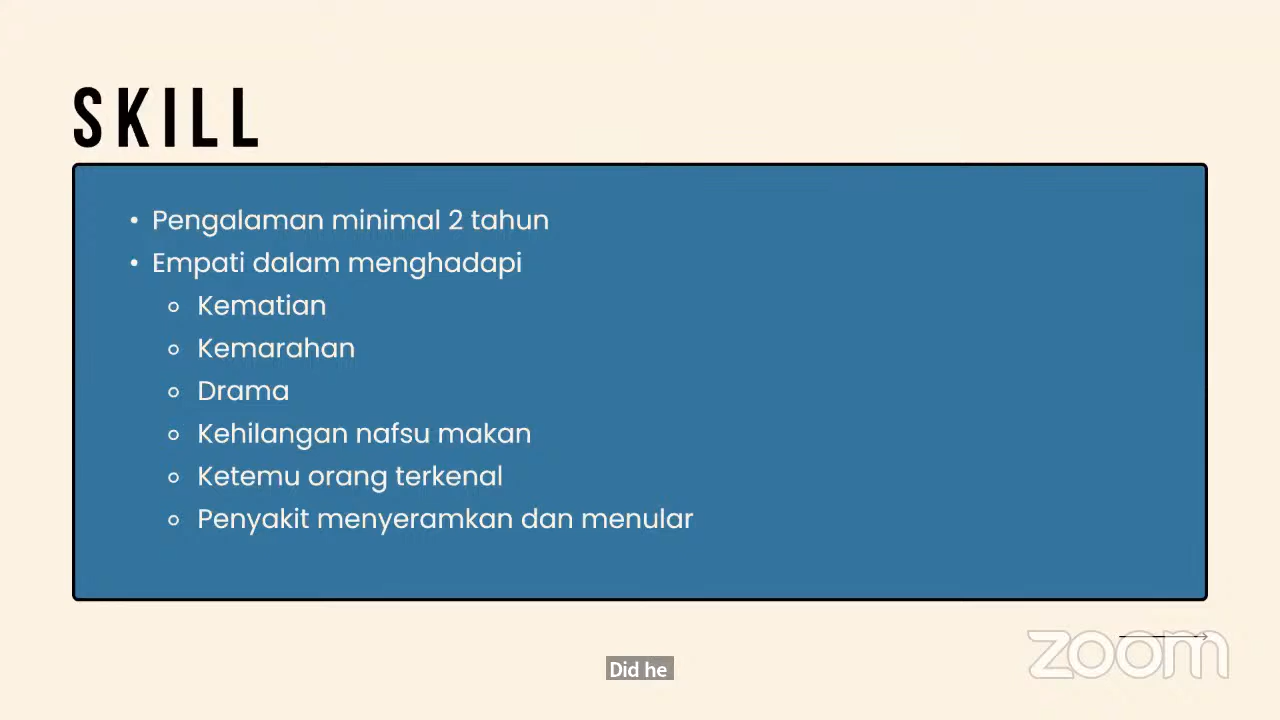 SKILL
• Pengalaman minimal 2 tahun
• Empati dalam menghadapi
○ Kematian
○ Kemarahan
○ Drama
○ Kehilangan nafsu makan
○ Ketemu orang terkenal
○ Penyakit menyeramkan dan menular
zoom
Did he